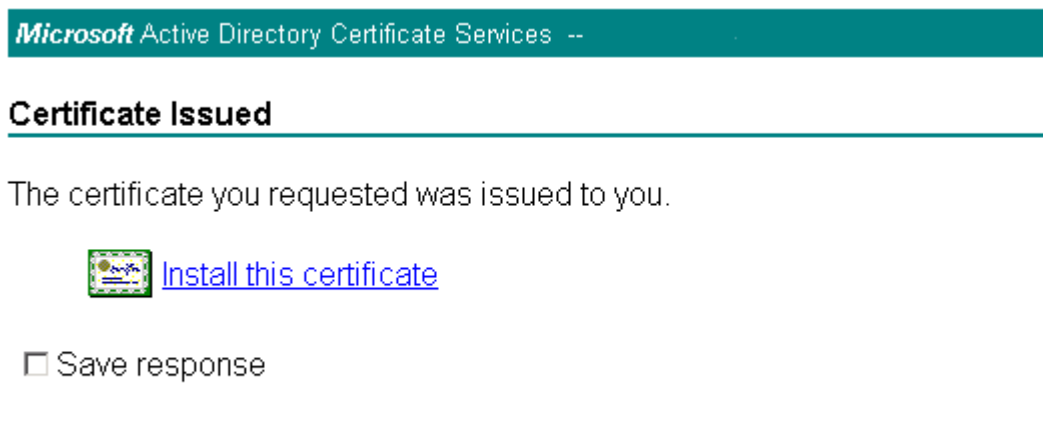 Microsoft Active Directory Certificate Services --
Certificate Issued
The certificate you requested was issued to you.
Install this certificate
Save response